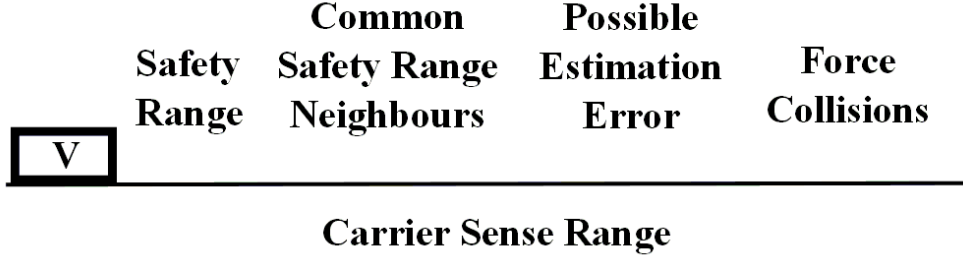 Safety
Range
Common
Safety Range
Neighbours
Possible
Estimation
Error
Force
Collisions
V
Carrier Sense Range